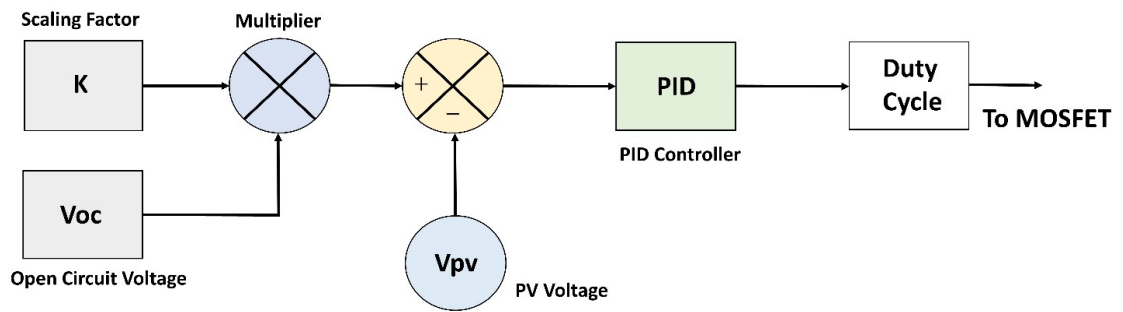 Scaling Factor
Multiplier
K
+
−
PID
Duty
Cycle
To MOSFET
PID Controller
Voc
Open Circuit Voltage
Vpv
PV Voltage